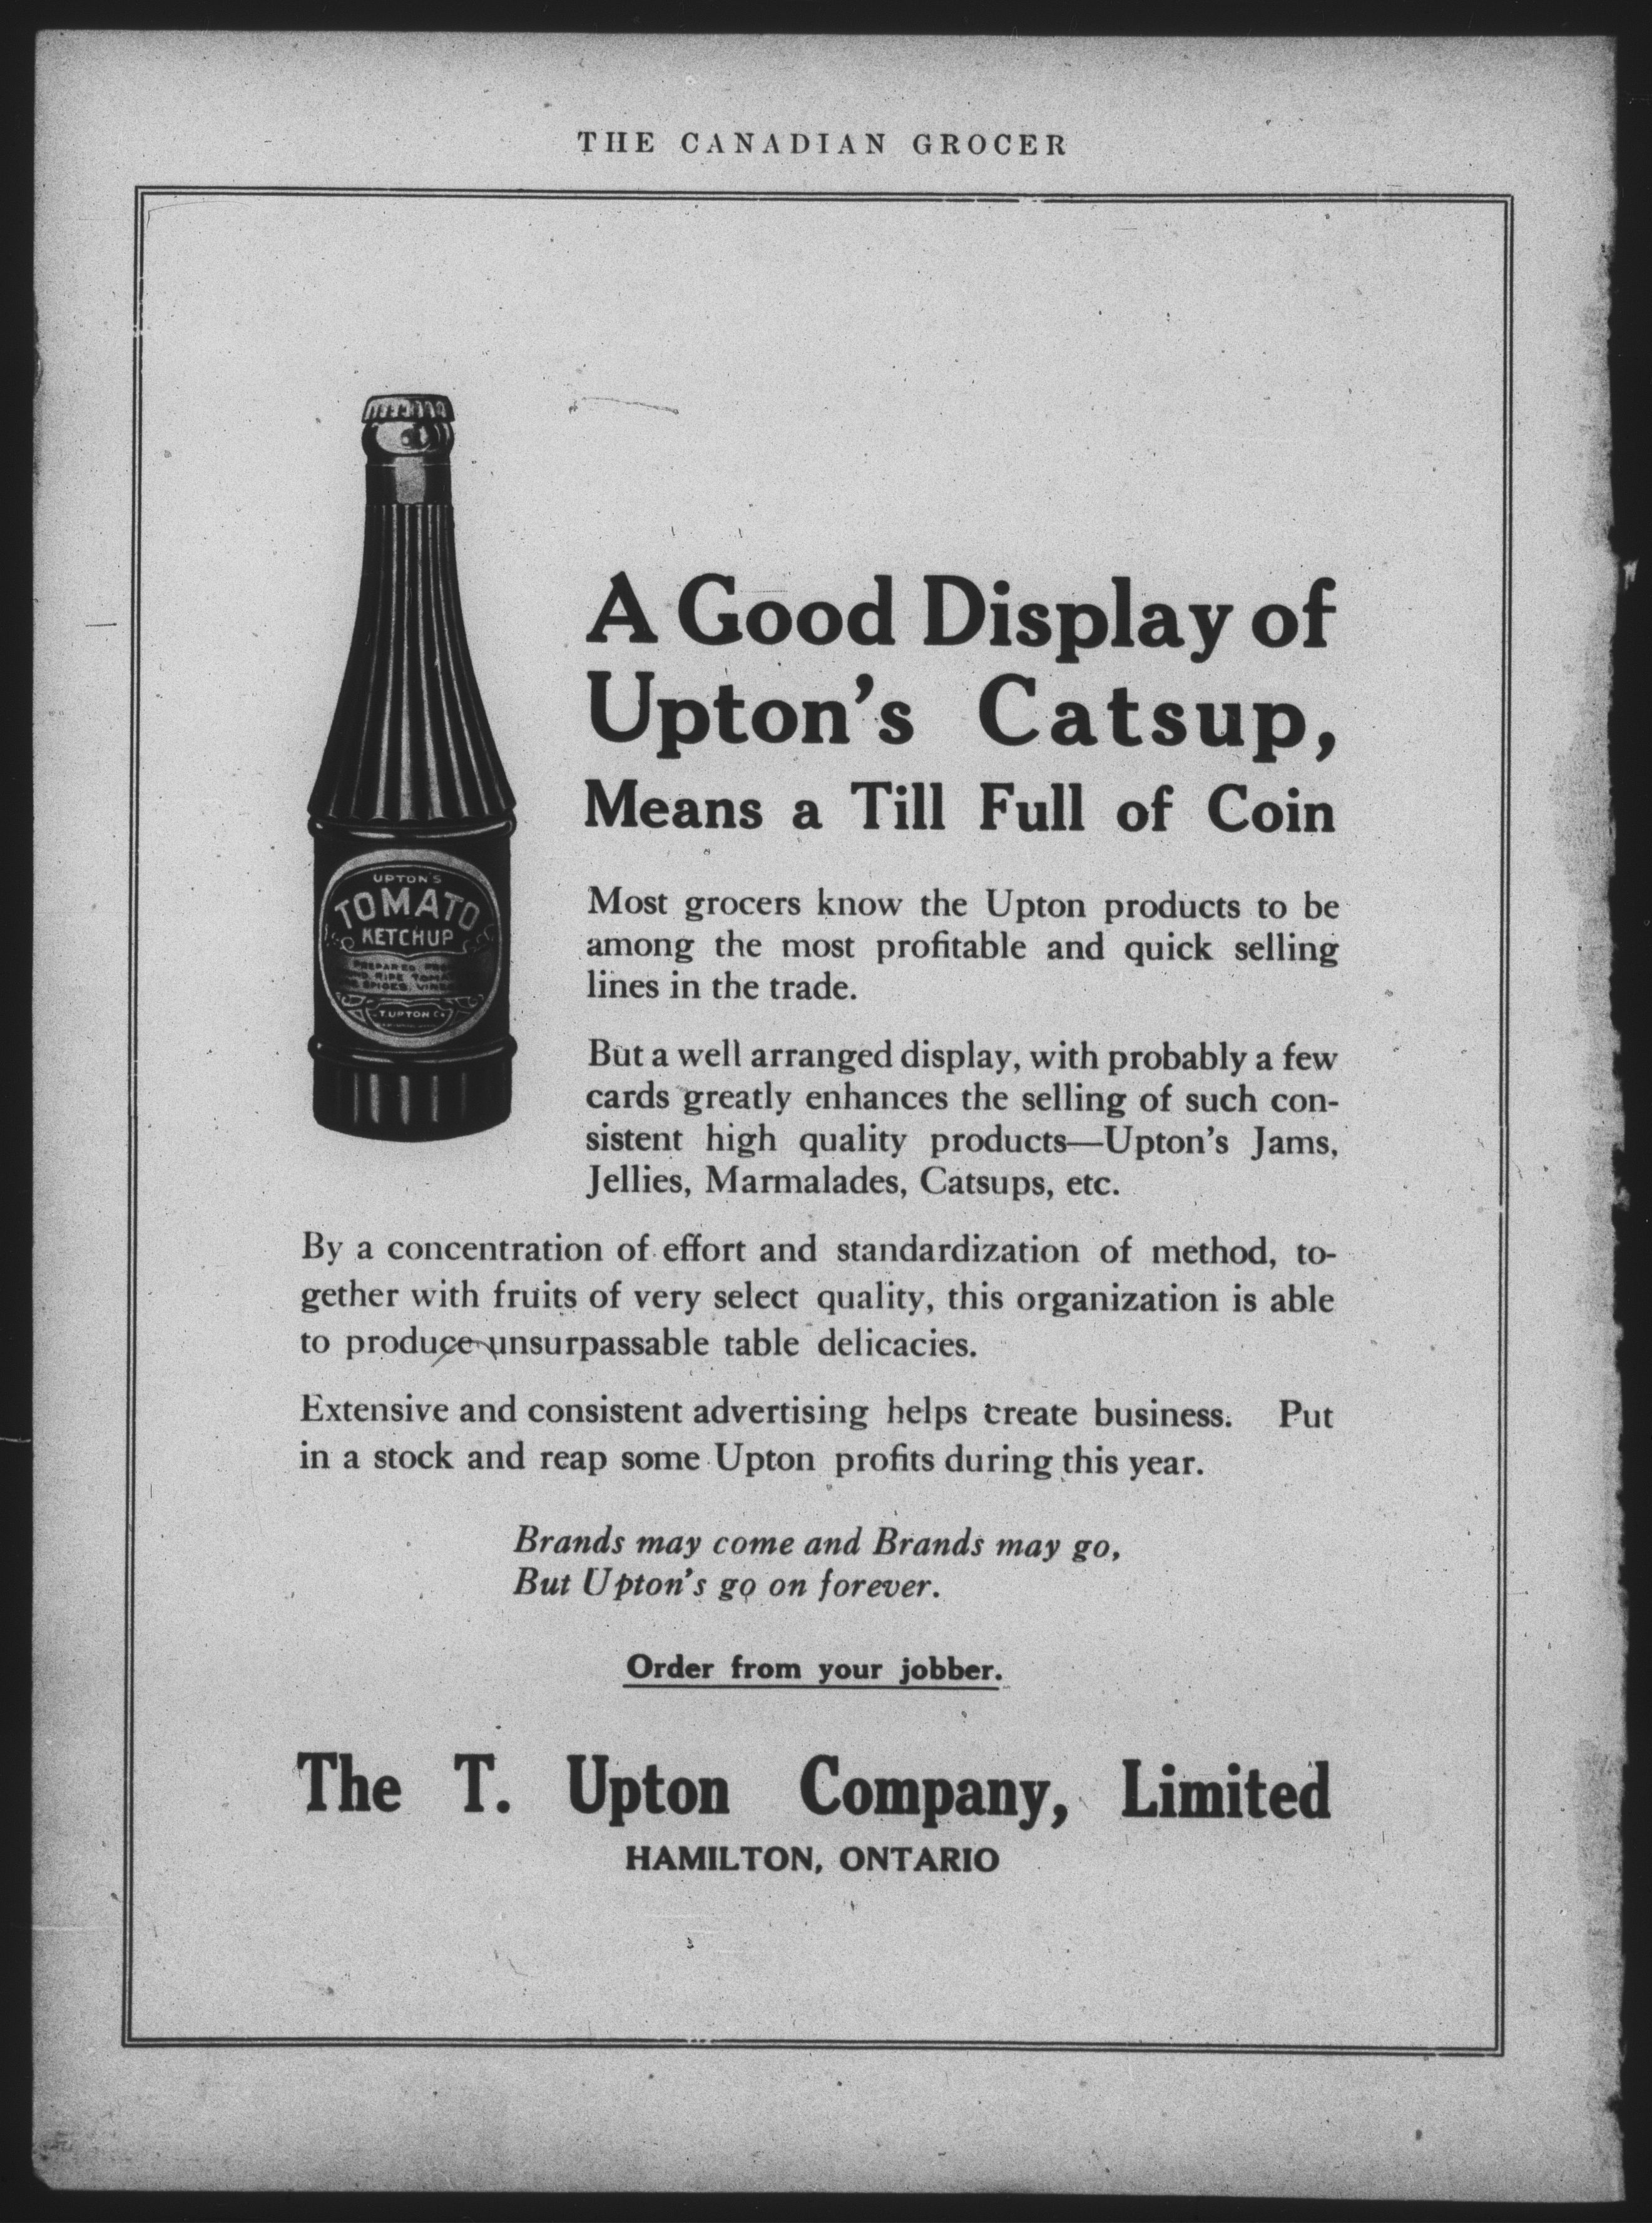 THE CANADIAN GROCER
A Good Display of
Upton's Catsup,
Means a Till Full of Coin
UPTON'S
TOMATO
KETCHUP
PREPARED
RIPE
SPICES,
T. UPTON Co
Most grocers know the Upton products to be
among the most profitable and quick selling
lines in the trade.
But a well arranged display, with probably a few
cards greatly enhances the selling of such con-
sistent high quality products—Upton's Jams,
Jellies, Marmalades, Catsups, etc.
By a concentration of effort and standardization of method, to-
gether with fruits of very select quality, this organization is able
to produce unsurpassable table delicacies.
Extensive and consistent advertising helps create business. Put
in a stock and reap some Upton profits during this year.
Brands may come and Brands may go,
But Upton's go on forever.
Order from your jobber.
The T. Upton Company, Limited
HAMILTON, ONTARIO